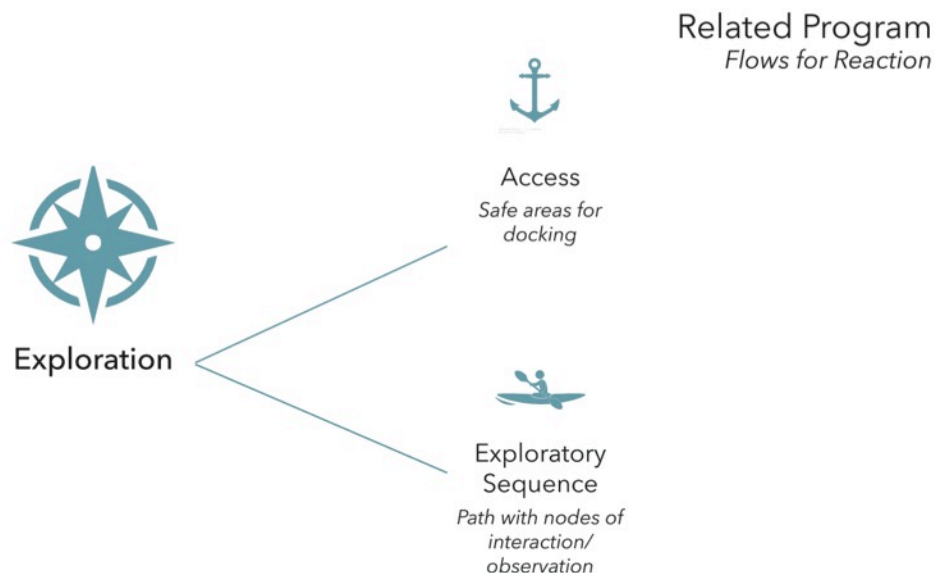 Related Program
Flows for Reaction
Access
Safe areas for
docking
Exploration
Exploratory
Sequence
Path with nodes of
interaction/
observation